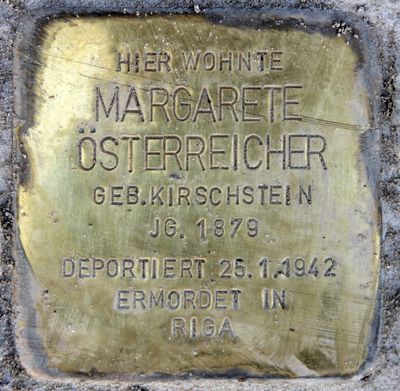 HIER WOHNTE
MARGARETE
ÖSTERREICHER
GEB. KIRSCHSTEIN
JG. 1879
DEPORTIERT 25.1.1942
ERMORDET IN
RIGA